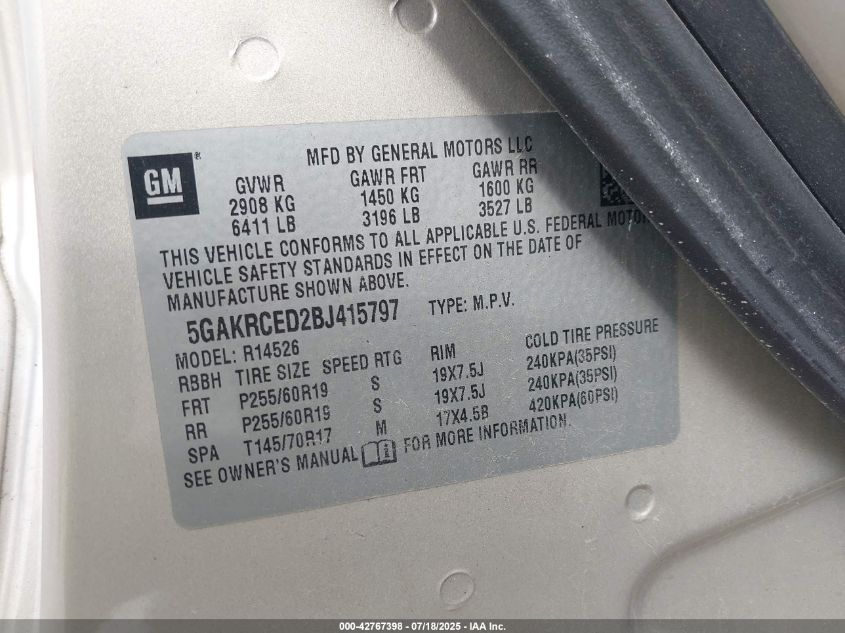 GM ®
MFD BY GENERAL MOTORS LLC
GVWR GAWR FRT GAWR RR
2908 KG 1450 KG 1600 KG
6411 LB 3196 LB 3527 LB
THIS VEHICLE CONFORMS TO ALL APPLICABLE U.S. FEDERAL MOTOR
VEHICLE SAFETY STANDARDS IN EFFECT ON THE DATE OF
MANUFACTURE SHOWN ABOVE.
5GAKRCED2BJ415797 TYPE: M.P.V.
MODEL: R14526
RBBH TIRE SIZE SPEED RTG RIM COLD TIRE PRESSURE
FRT P255/60R19 S 19X7.5J 240KPA(35PSI)
RR P255/60R19 S 19X7.5J 240KPA(35PSI)
SPA T145/70R17 M 17X4.5B 420KPA(60PSI)
SEE OWNER'S MANUAL FOR MORE INFORMATION.
000-42767398 - 07/18/2025 - IAA Inc.